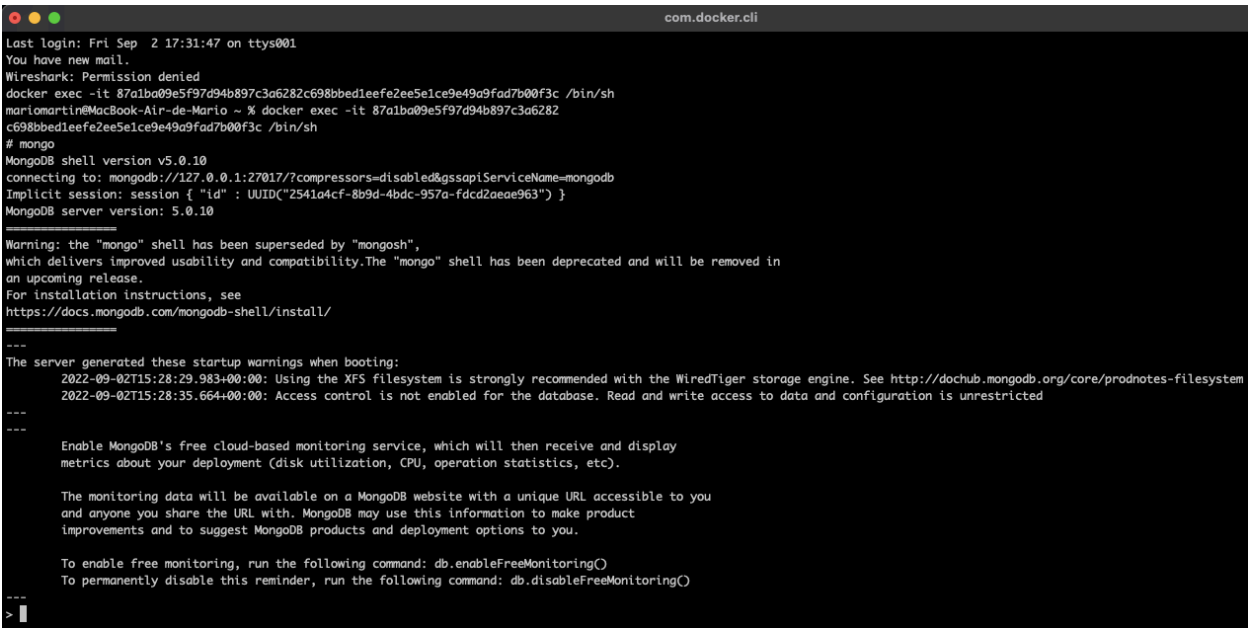 com.docker.cli
Last login: Fri Sep  2 17:31:47 on ttys001
You have new mail.
Wireshark: Permission denied
docker exec -it 87a1ba09e5f97d94b897c3a6282c698bbed1eefe2ee5e1ce9e49a9fad7b00f3c /bin/sh
mariomartin@MacBook-Air-de-Mario ~ % docker exec -it 87a1ba09e5f97d94b897c3a6282
c698bbed1eefe2ee5e1ce9e49a9fad7b00f3c /bin/sh
# mongo
MongoDB shell version v5.0.10
connecting to: mongodb://127.0.0.1:27017/?compressors=disabled&gssapiServiceName=mongodb
Implicit session: session { "id" : UUID("2541a4cf-8b9d-4bdc-957a-fdcd2aeae963") }
MongoDB server version: 5.0.10
================
Warning: the "mongo" shell has been superseded by "mongosh",
which delivers improved usability and compatibility.The "mongo" shell has been deprecated and will be removed in
an upcoming release.
For installation instructions, see
https://docs.mongodb.com/mongodb-shell/install/
================
---
The server generated these startup warnings when booting:
        2022-09-02T15:28:29.983+00:00: Using the XFS filesystem is strongly recommended with the WiredTiger storage engine. See http://dochub.mongodb.org/core/prodnotes-filesystem
        2022-09-02T15:28:35.664+00:00: Access control is not enabled for the database. Read and write access to data and configuration is unrestricted
---
---
        Enable MongoDB's free cloud-based monitoring service, which will then receive and display
        metrics about your deployment (disk utilization, CPU, operation statistics, etc).

        The monitoring data will be available on a MongoDB website with a unique URL accessible to you
        and anyone you share the URL with. MongoDB may use this information to make product
        improvements and to suggest MongoDB products and deployment options to you.

        To enable free monitoring, run the following command: db.enableFreeMonitoring()
        To permanently disable this reminder, run the following command: db.disableFreeMonitoring()
---
>